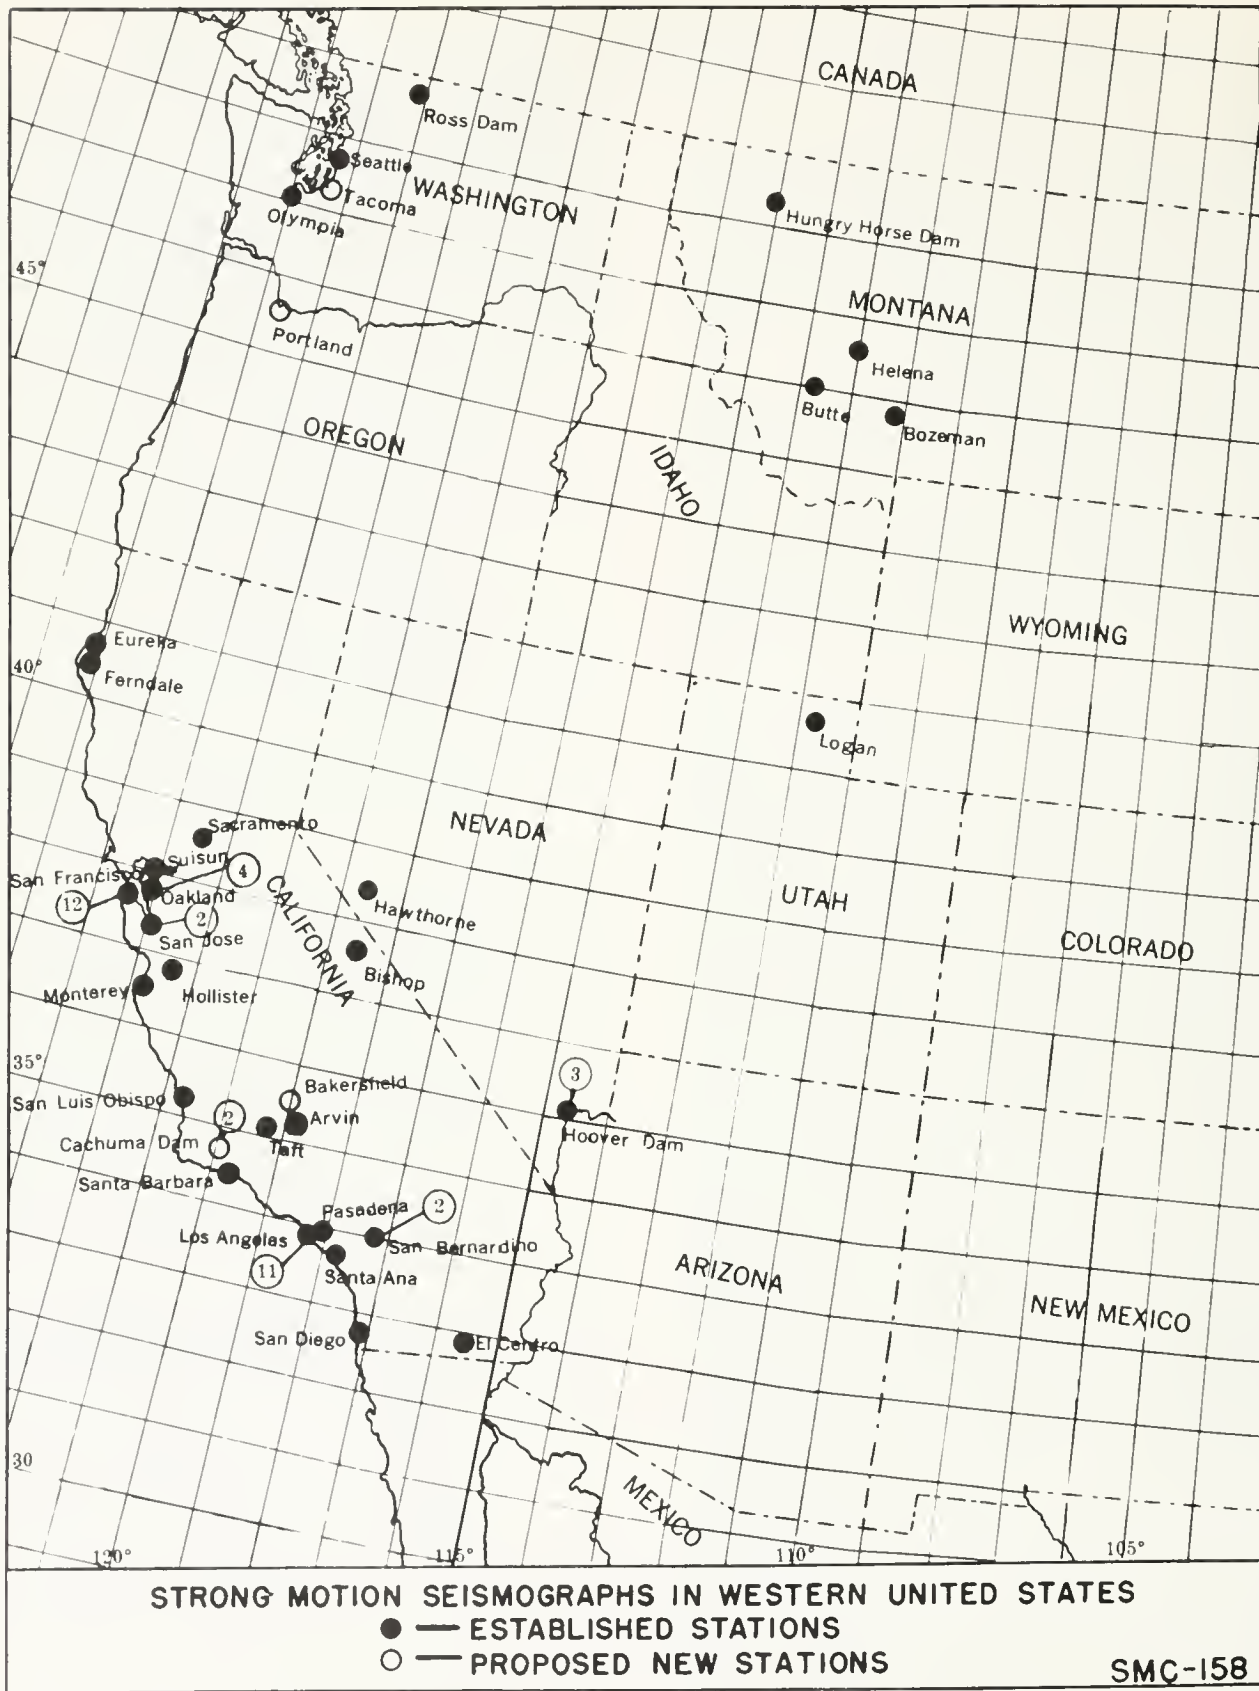 CANADA
Ross Dam
Seattle
WASHINGTON
Tacoma
Olympia
Hungry Horse Dam
45°
MONTANA
Portland
Helena
Butte
Bozeman
OREGON
IDAHO
WYOMING
Eureka
40°
Ferndale
Logan
Sacramento
NEVADA
Suisun
4
San Francisco
CALIFORNIA
UTAH
12
Oakland
2
Hawthorne
San Jose
COLORADO
Bishop
Monterey
Hollister
35°
3
Bakersfield
San Luis Obispo
2
Arvin
Hoover Dam
Cachuma Dam
Taft
Santa Barbara
Pasadena
2
Los Angeles
San Bernardino
11
Santa Ana
ARIZONA
NEW MEXICO
San Diego
El Centro
30
MEXICO
120°
115°
110°
105°
STRONG MOTION SEISMOGRAPHS IN WESTERN UNITED STATES
ESTABLISHED STATIONS
PROPOSED NEW STATIONS
SMC-158